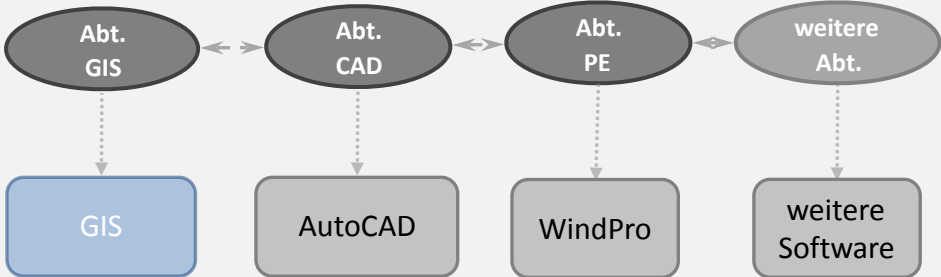 Abt.
GIS
Abt.
CAD
Abt.
PE
weitere
Abt.
GIS
AutoCAD
WindPro
weitere
Software